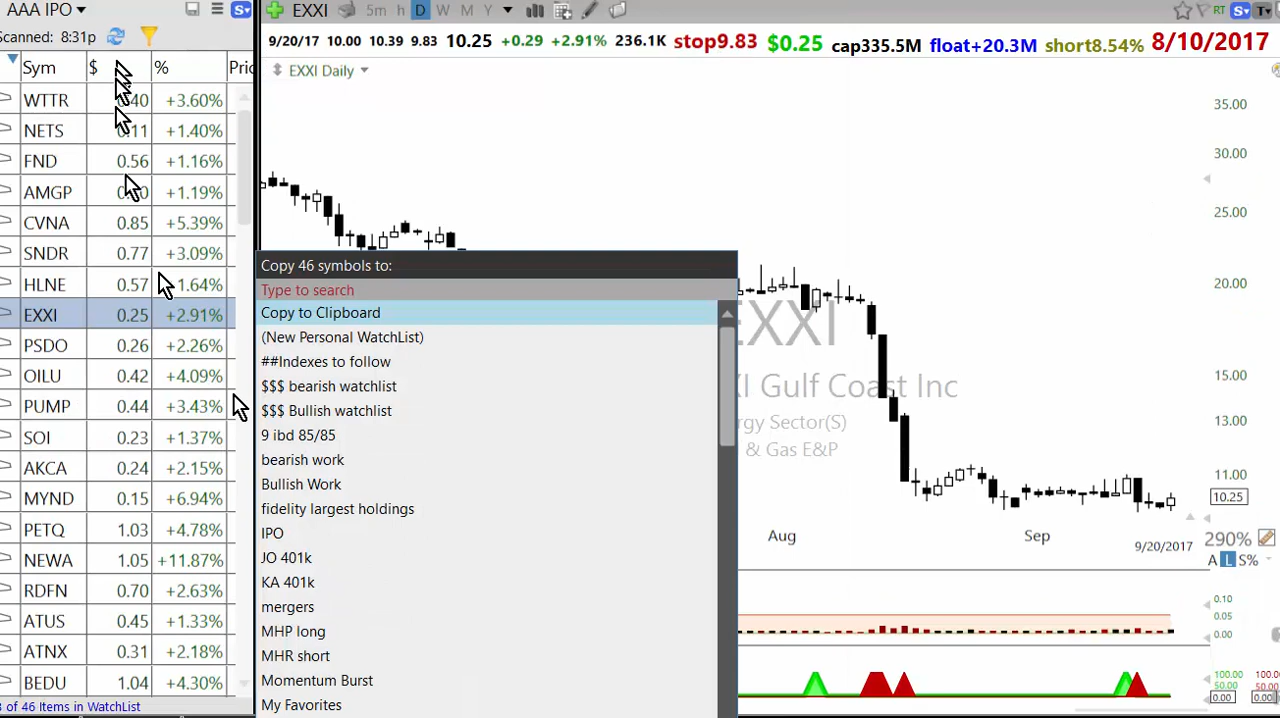 AAA IPO
Scanned: 8:31p
Sym $ %
WTTR +3.60%
NETS 0.11 +1.40%
FND 0.56 +1.16%
AMGP +1.19%
CVNA 0.85 +5.39%
SNDR 0.77 +3.09%
HLNE 0.57 1.64%
EXXI 0.25 +2.91%
PSDO 0.26 +2.26%
OILU 0.42 +4.09%
PUMP 0.44 +3.43%
SOI 0.23 +1.37%
AKCA 0.24 +2.15%
MYND 0.15 +6.94%
PETQ 1.03 +4.78%
NEWA 1.05 +11.87%
RDFN 0.70 +2.63%
ATUS 0.45 +1.33%
ATNX 0.31 +2.18%
BEDU 1.04 +4.30%
of 46 Items in WatchList
EXXI 5m h D W M Y RT S T
9/20/17 10.00 10.39 9.83 10.25 +0.29 +2.91% 236.1K stop9.83 $0.25 cap335.5M float+20.3M short8.54% 8/10/2017
EXXI Daily
Copy 46 symbols to:
Type to search
Copy to Clipboard
(New Personal WatchList)
##Indexes to follow
$$$ bearish watchlist
$$$ Bullish watchlist
9 ibd 85/85
bearish work
Bullish Work
fidelity largest holdings
IPO
JO 401k
KA 401k
mergers
MHP long
MHR short
Momentum Burst
My Favorites
Gulf Coast Inc
Sector(S)
& Gas E&P
35.00
30.00
25.00
20.00
15.00
13.00
11.00
10.25
Aug Sep 9/20/2017
290%
A L S%
0.10
0.05
0.00
100.00
50.00
0.00